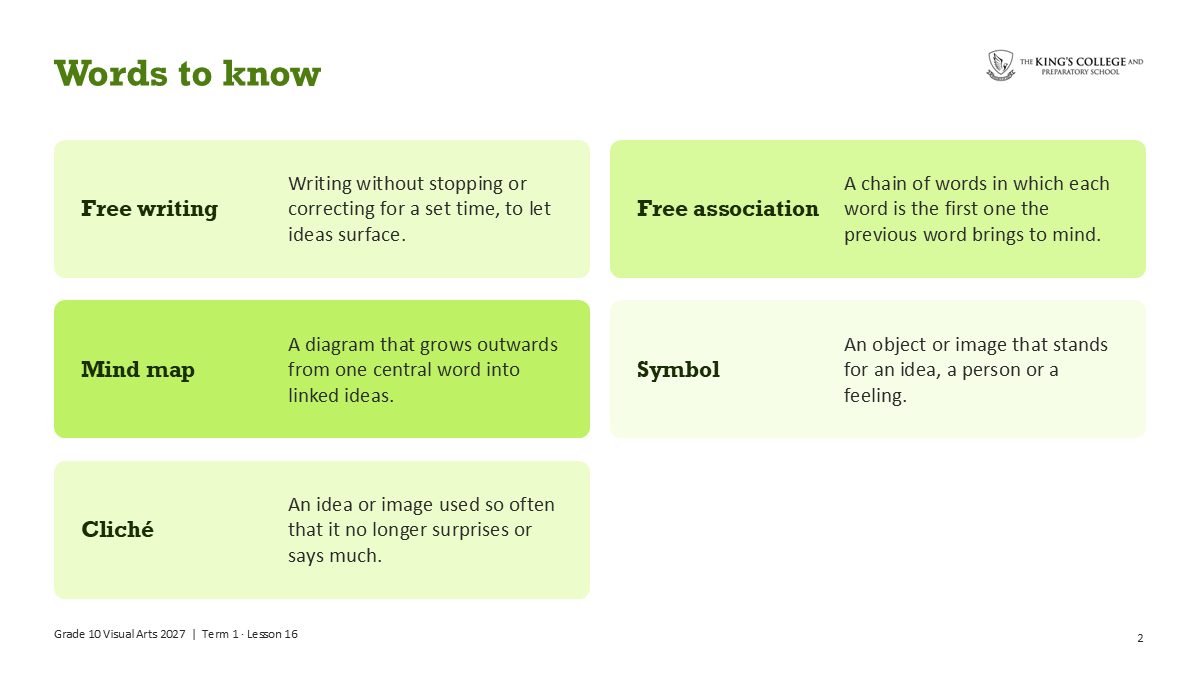 Words to know
THE KING'S COLLEGE AND
PREPARATORY SCHOOL
Free writing
Writing without stopping or
correcting for a set time, to let
ideas surface.
Free association
A chain of words in which each
word is the first one the
previous word brings to mind.
Mind map
A diagram that grows outwards
from one central word into
linked ideas.
Symbol
An object or image that stands
for an idea, a person or a
feeling.
Cliché
An idea or image used so often
that it no longer surprises or
says much.
Grade 10 Visual Arts 2027 | Term 1 · Lesson 16
2